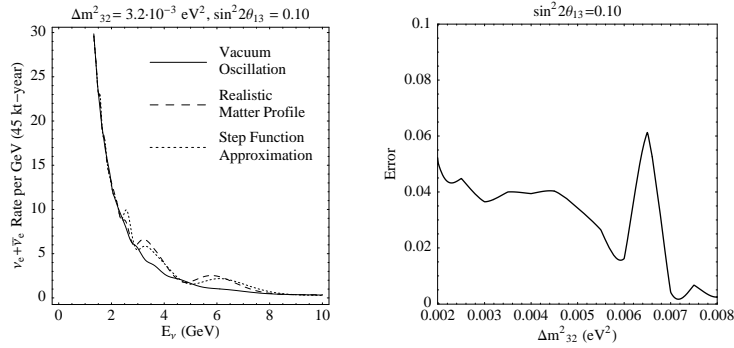 Δm²₃₂ = 3.2·10⁻³ eV², sin²2θ₁₃ = 0.10
30
25
20
15
10
5
0
ν_e+ν̄_e Rate per GeV (45 kt−year)
Vacuum
Oscillation
Realistic
Matter Profile
Step Function
Approximation
0 2 4 6 8 10
E_ν (GeV)
sin²2θ₁₃=0.10
0.1
0.08
0.06
0.04
0.02
0
Error
0.002 0.003 0.004 0.005 0.006 0.007 0.008
Δm²₃₂ (eV²)